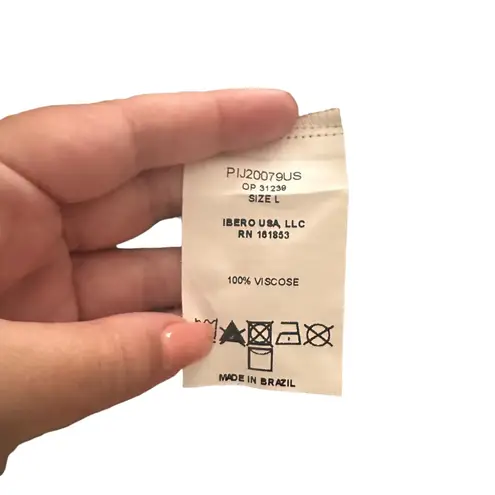 PIJ20079US
OP 31239
SIZE L
IBERO USA, LLC
RN 161853
100% VISCOSE
MADE IN BRAZIL